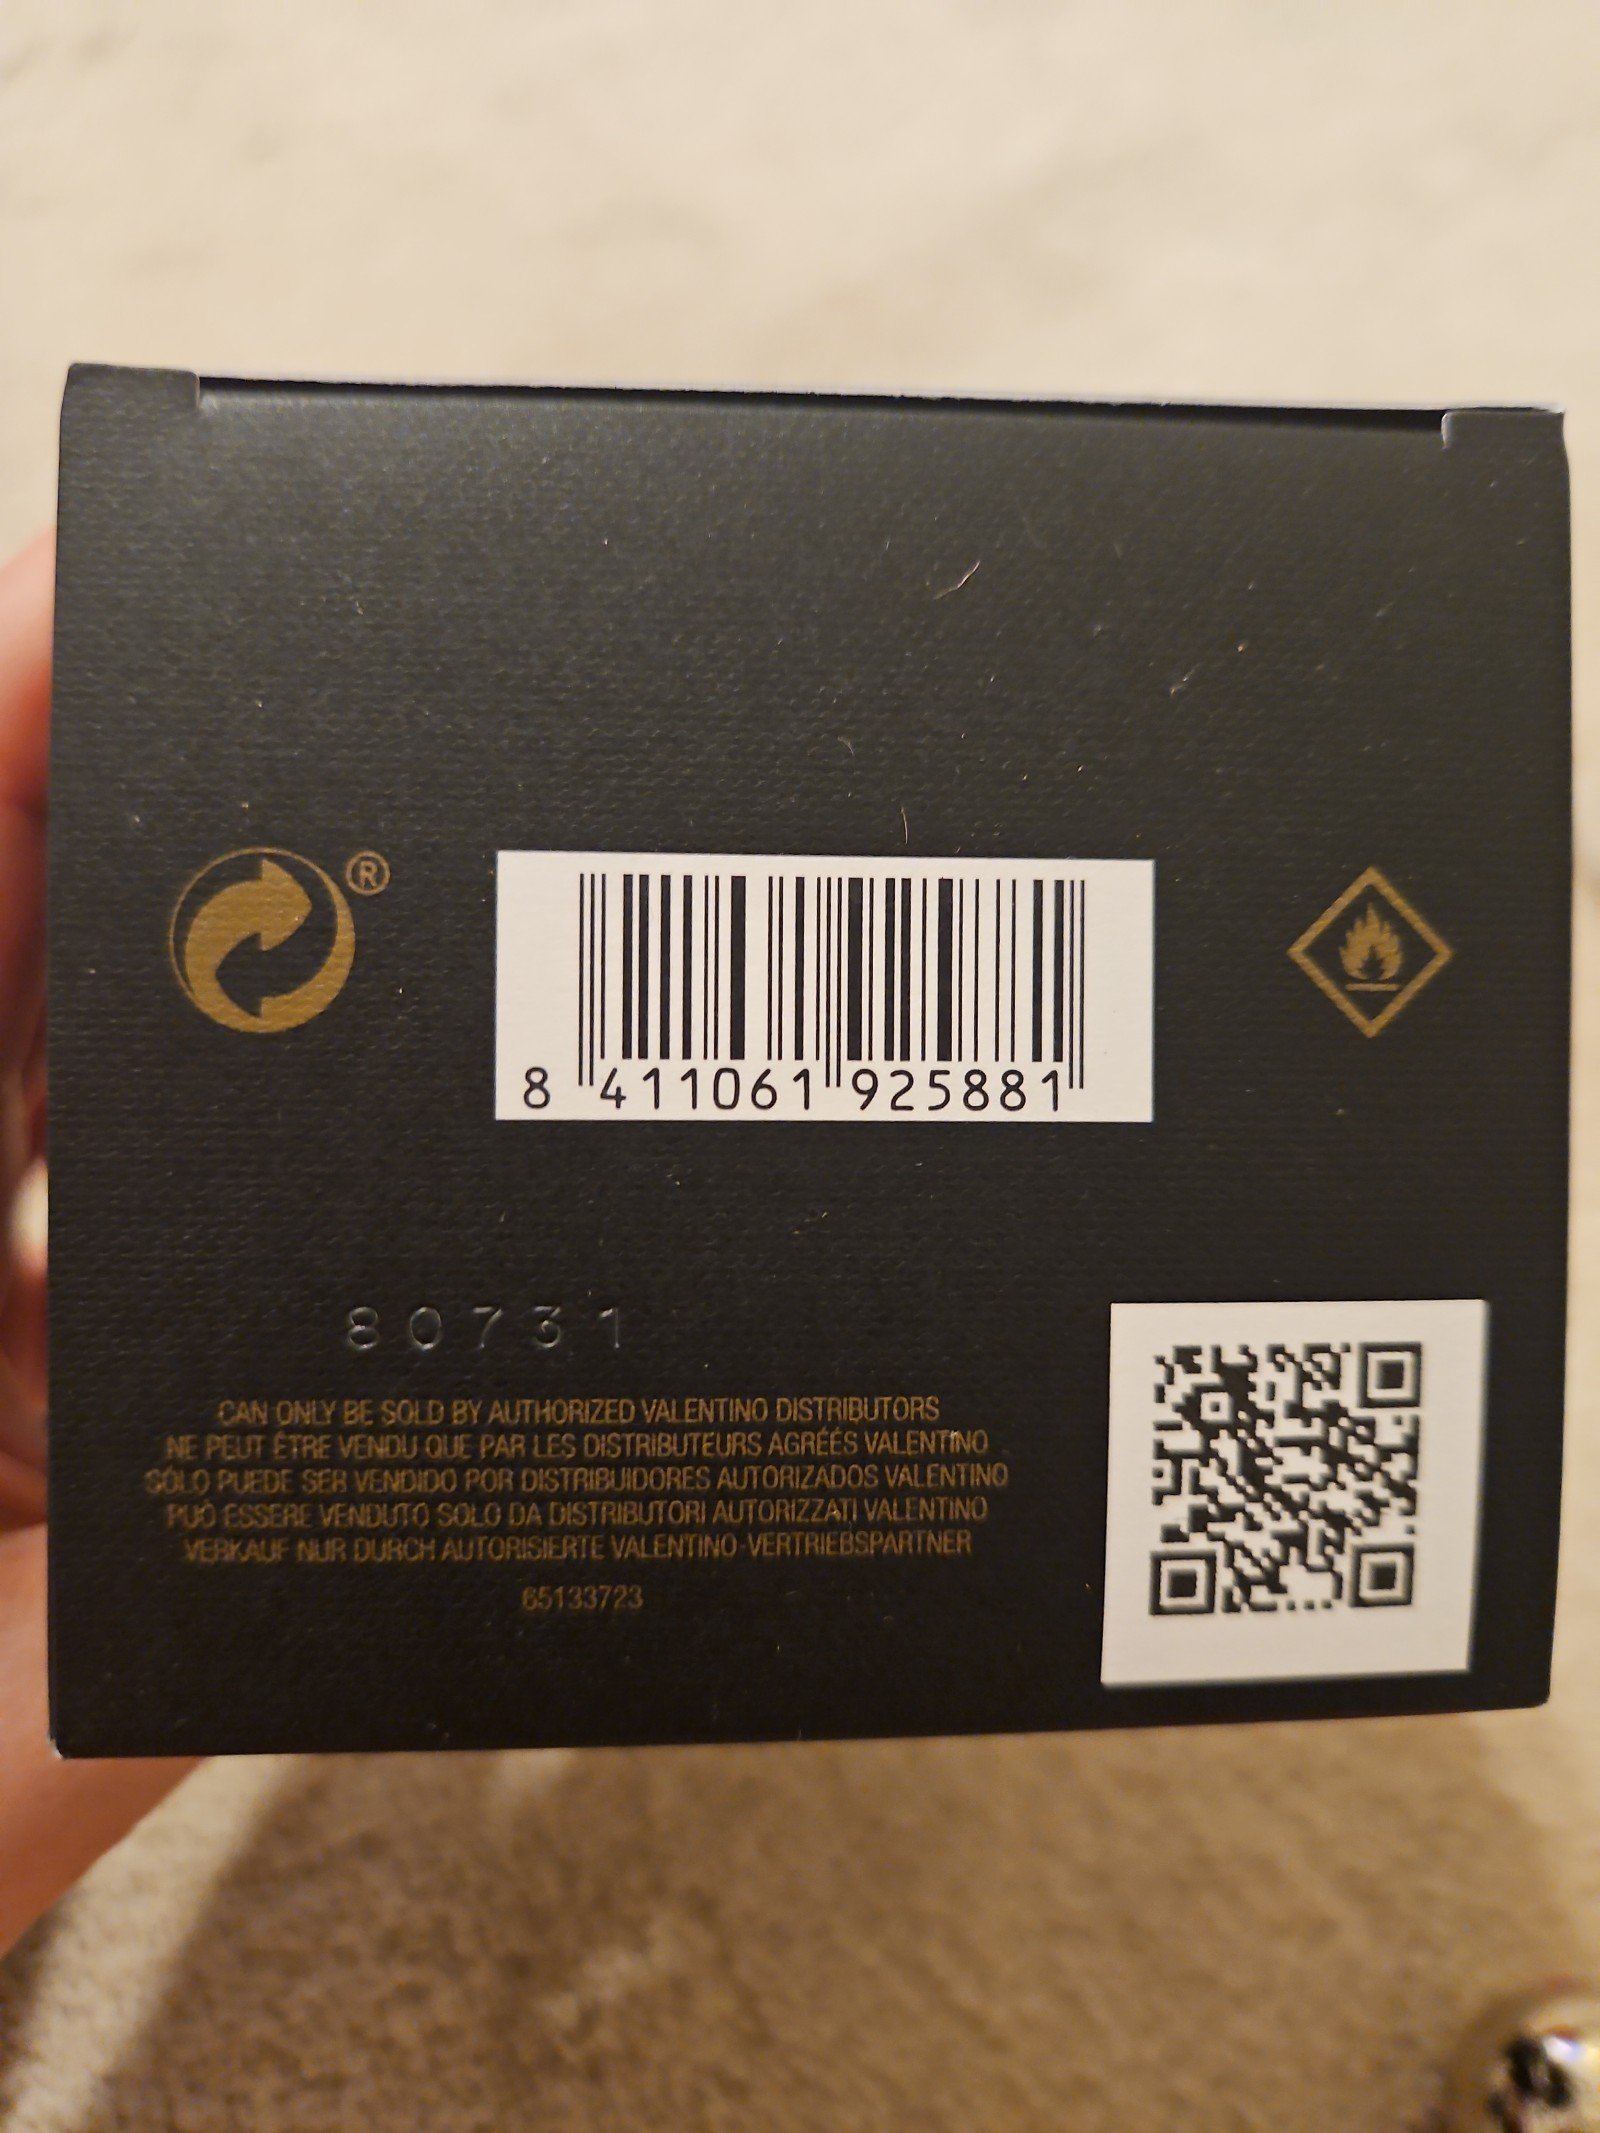 ®
8 411061 925881
80731
CAN ONLY BE SOLD BY AUTHORIZED VALENTINO DISTRIBUTORS
NE PEUT ÊTRE VENDU QUE PAR LES DISTRIBUTEURS AGRÉÉS VALENTINO
SÓLO PUEDE SER VENDIDO POR DISTRIBUIDORES AUTORIZADOS VALENTINO
PUÒ ESSERE VENDUTO SOLO DA DISTRIBUTORI AUTORIZZATI VALENTINO
VERKAUF NUR DURCH AUTORISIERTE VALENTINO-VERTRIEBSPARTNER
65133723